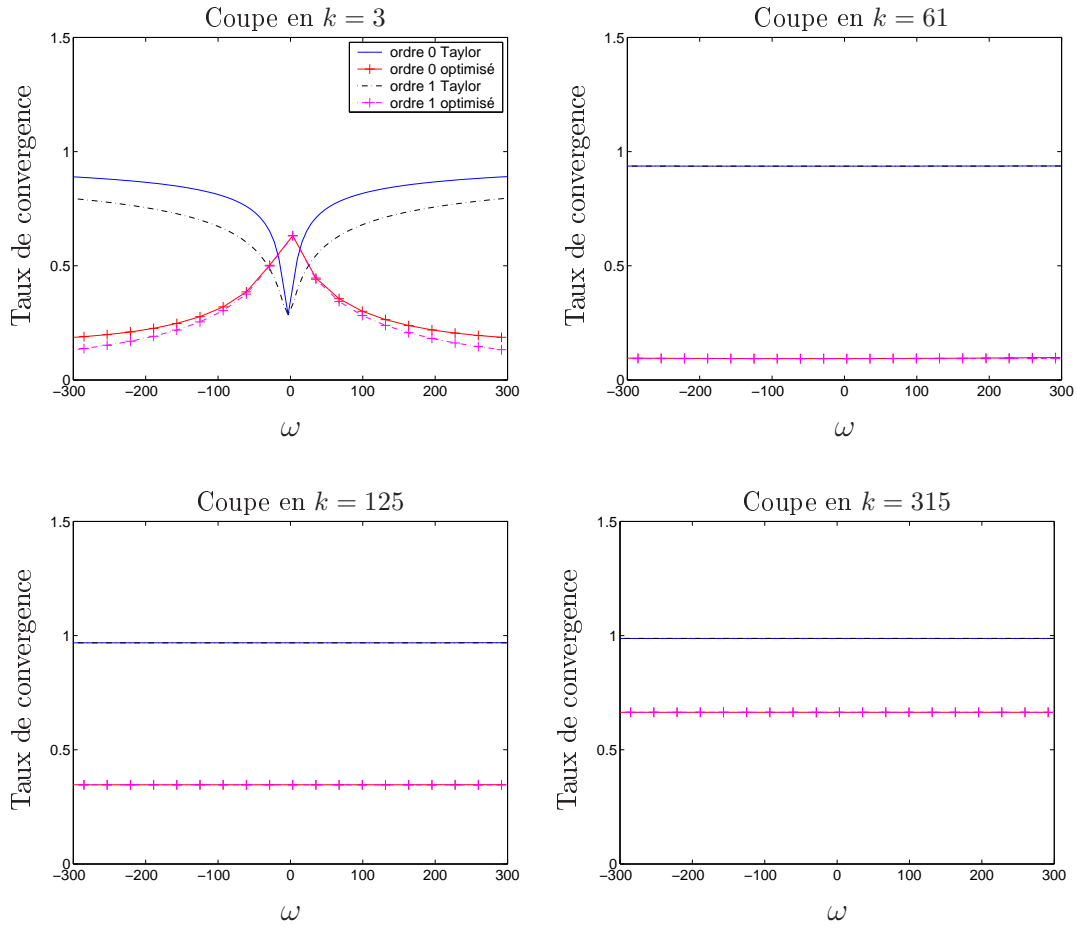 Coupe en k = 3
1.5
1
0.5
0
Taux de convergence
ordre 0 Taylor
ordre 0 optimisé
ordre 1 Taylor
ordre 1 optimisé
−300 −200 −100 0 100 200 300
ω
Coupe en k = 61
1.5
1
0.5
0
Taux de convergence
−300 −200 −100 0 100 200 300
ω
Coupe en k = 125
1.5
1
0.5
0
Taux de convergence
−300 −200 −100 0 100 200 300
ω
Coupe en k = 315
1.5
1
0.5
0
Taux de convergence
−300 −200 −100 0 100 200 300
ω